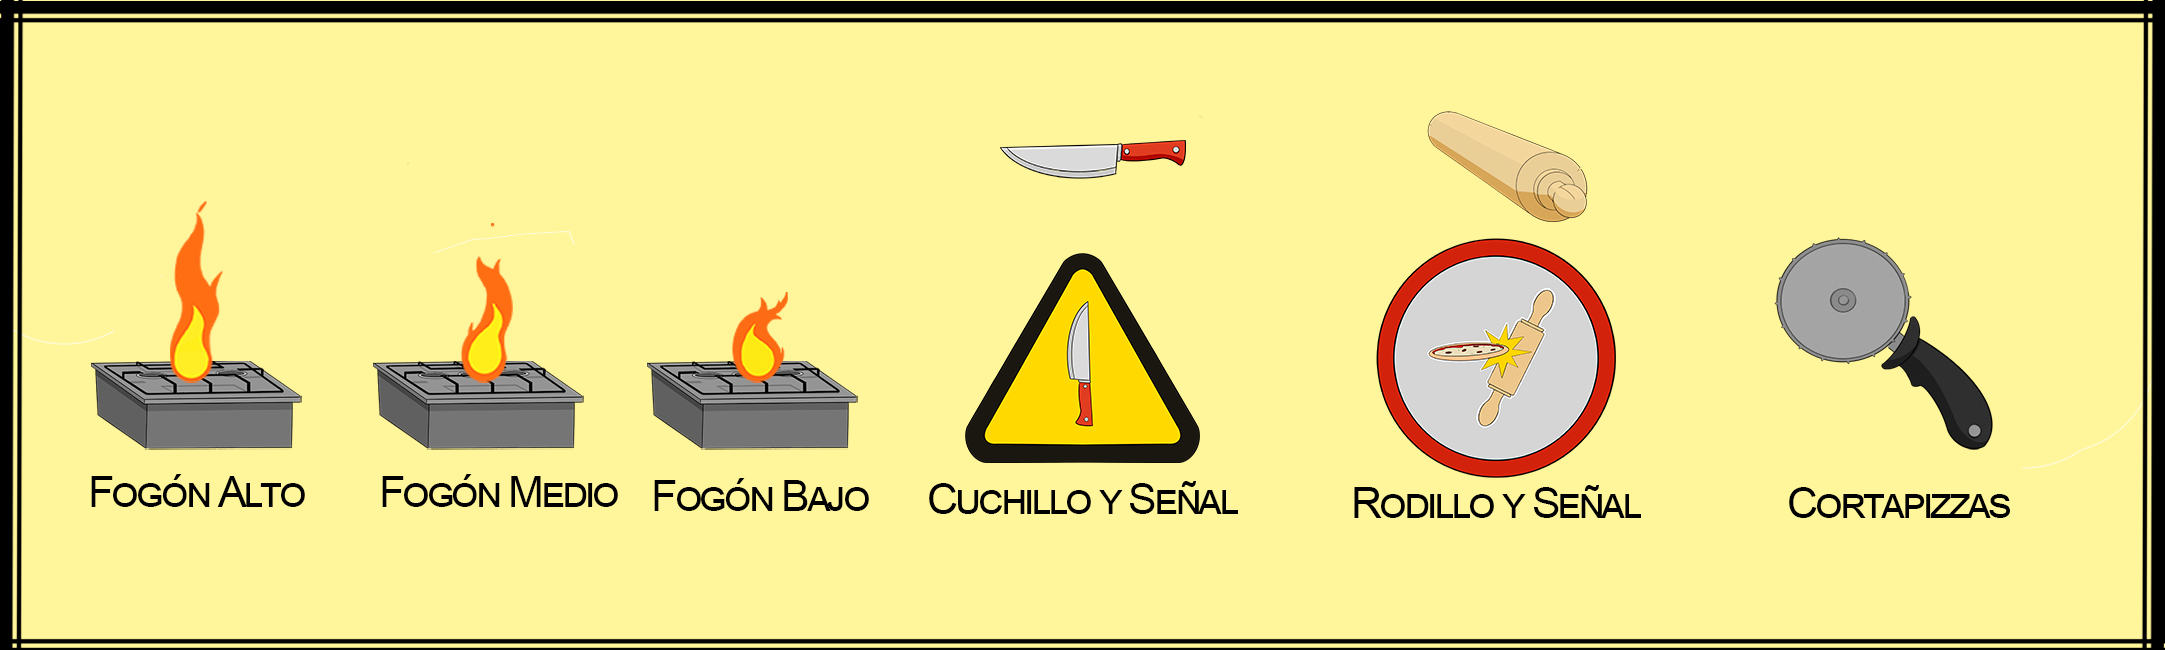 Fogón Alto
Fogón Medio
Fogón Bajo
Cuchillo y Señal
Rodillo y Señal
Cortapizzas